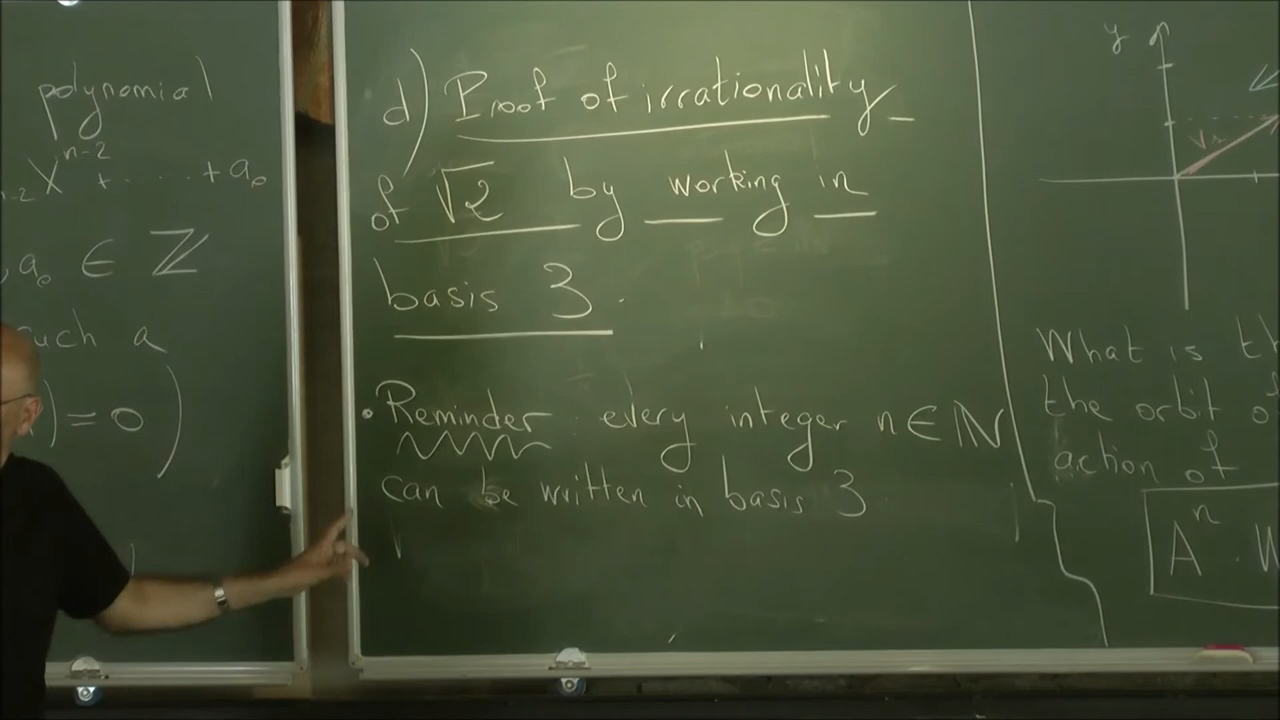 polynomial
X^{n-2} + ..... + a₀
a₀ ∈ ℤ
such a
) = 0 )
d) Proof of irrationality
of √2 by working in
basis 3.
• Reminder every integer n ∈ ℕ
can be written in basis 3
y
What is
the orbit
action of
Aⁿ ·